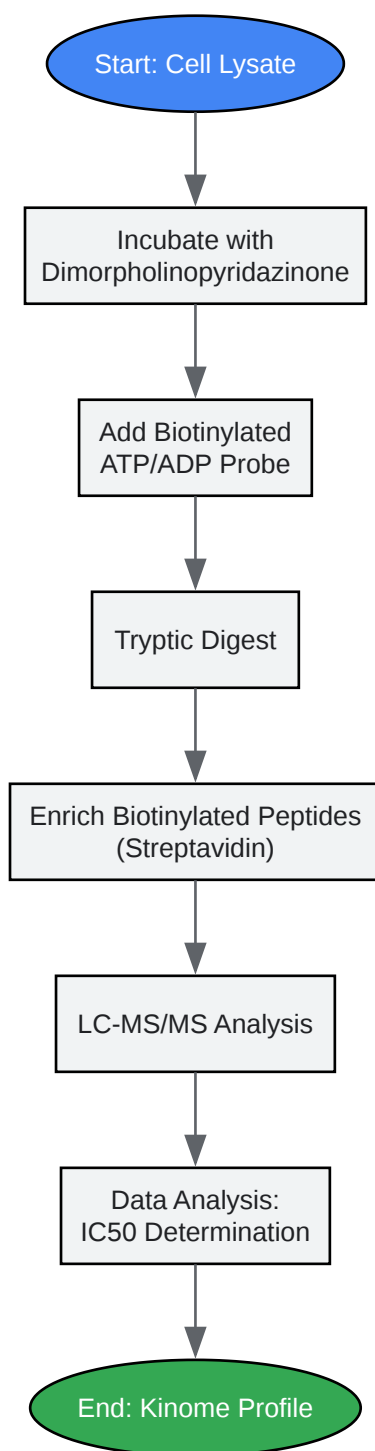 Start: Cell Lysate
Incubate with
Dimorpholinopyridazinone
Add Biotinylated
ATP/ADP Probe
Tryptic Digest
Enrich Biotinylated Peptides
(Streptavidin)
LC-MS/MS Analysis
Data Analysis:
IC50 Determination
End: Kinome Profile